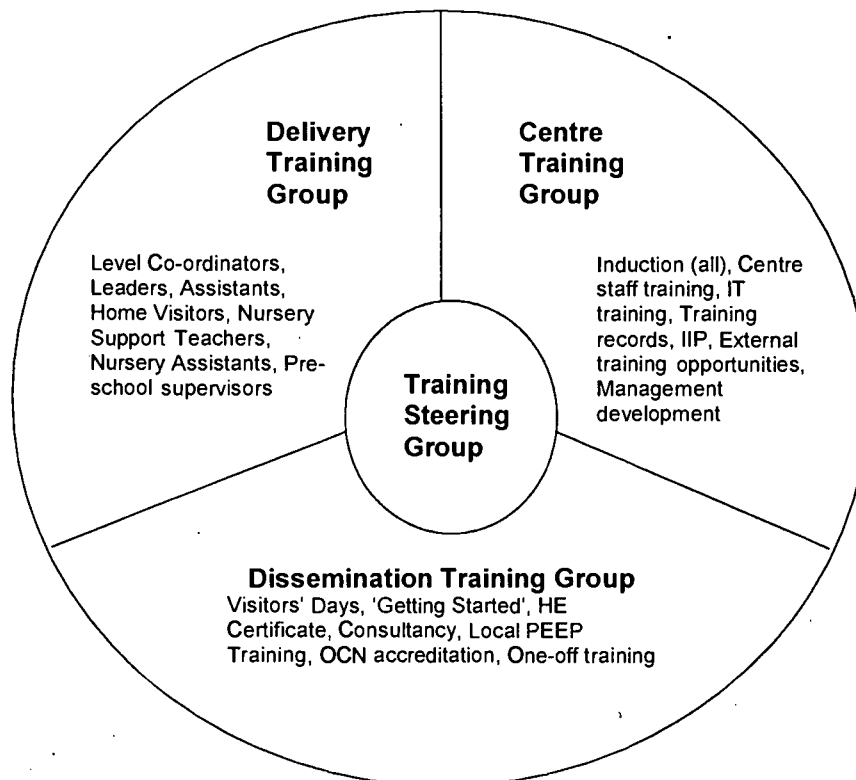 Delivery
Training
Group
Level Co-ordinators,
Leaders, Assistants,
Home Visitors, Nursery
Support Teachers,
Nursery Assistants, Pre-
school supervisors
Centre
Training
Group
Induction (all), Centre
staff training, IT
training, Training
records, IIP, External
training opportunities,
Management
development
Training
Steering
Group
Dissemination Training Group
Visitors' Days, 'Getting Started', HE
Certificate, Consultancy, Local PEEP
Training, OCN accreditation, One-off training